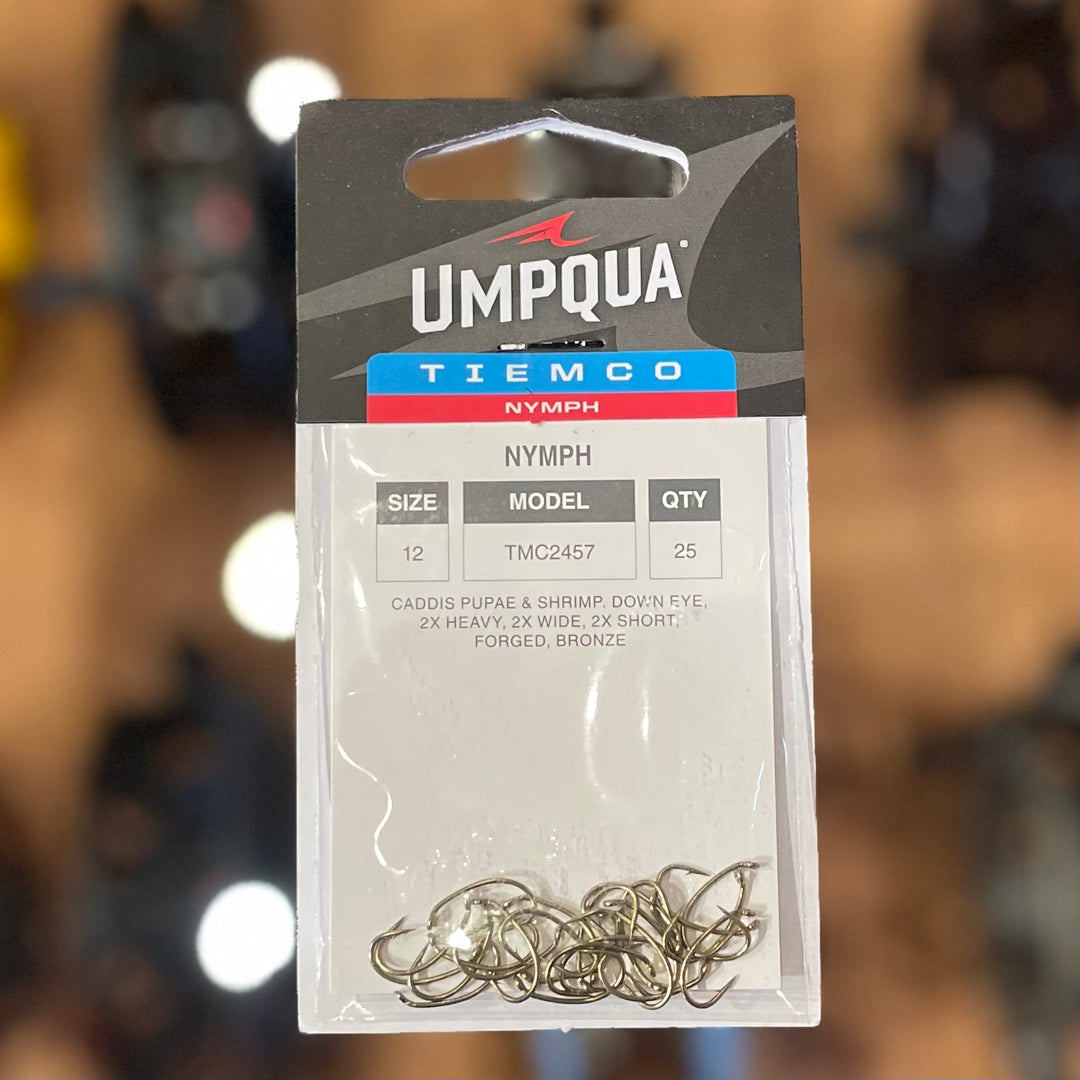 UMPQUA®
TIEMCO
NYMPH
NYMPH
SIZE MODEL QTY
12 TMC2457 25
CADDIS PUPAE & SHRIMP. DOWN EYE,
2X HEAVY, 2X WIDE, 2X SHORT,
FORGED, BRONZE